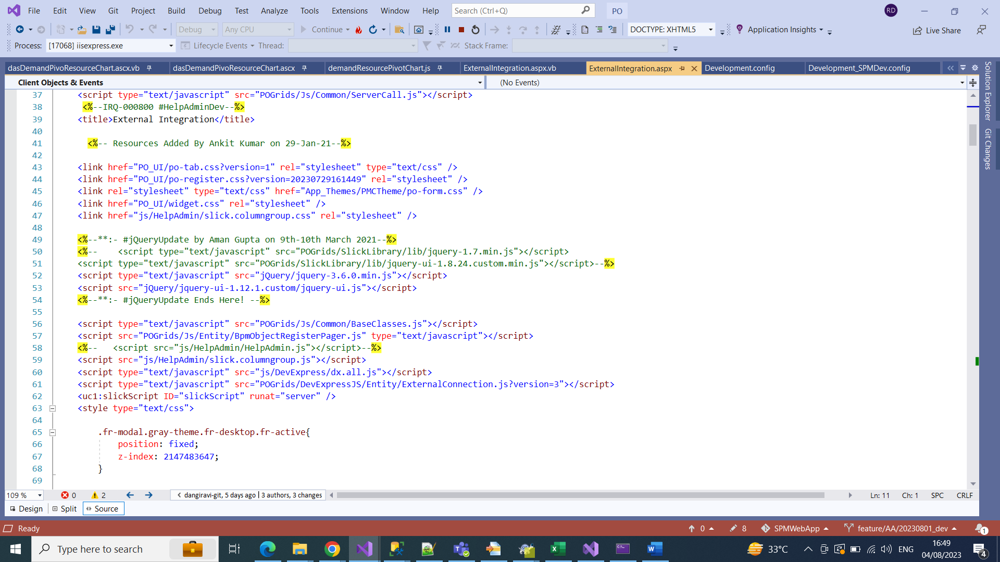 File Edit View Git Project Build Debug Test Analyze Tools Extensions Window Help Search (Ctrl+Q) PO RD
Debug Any CPU Continue DOCTYPE: XHTML5 Application Insights Live Share
Process: [17068] iisexpress.exe Lifecycle Events Thread: Stack Frame:
dasDemandPivoResourceChart.ascx.vb dasDemandPivoResourceChart.ascx demandResourcePivotChart.js ExternalIntegration.aspx.vb ExternalIntegration.aspx Development.config Development_SPMDev.config
Client Objects & Events (No Events)
Solution Explorer
Git Changes
37 <script type="text/javascript" src="POGrids/Js/Common/ServerCall.js"></script>
38 <%--IRQ-000800 #HelpAdminDev--%>
39 <title>External Integration</title>
40
41 <%-- Resources Added By Ankit Kumar on 29-Jan-21--%>
42
43 <link href="PO_UI/po-tab.css?version=1" rel="stylesheet" type="text/css" />
44 <link href="PO_UI/po-register.css?version=20230729161449" rel="stylesheet" />
45 <link rel="stylesheet" type="text/css" href="App_Themes/PMCTheme/po-form.css" />
46 <link href="PO_UI/widget.css" rel="stylesheet" />
47 <link href="js/HelpAdmin/slick.columngroup.css" rel="stylesheet" />
48
49 <%--**:- #jQueryUpdate by Aman Gupta on 9th-10th March 2021--%>
50 <%-- <script type="text/javascript" src="POGrids/SlickLibrary/lib/jquery-1.7.min.js"></script>
51 <script type="text/javascript" src="POGrids/SlickLibrary/lib/jquery-ui-1.8.24.custom.min.js"></script>--%>
52 <script type="text/javascript" src="jQuery/jquery-3.6.0.min.js"></script>
53 <script src="jQuery/jquery-ui-1.12.1.custom/jquery-ui.js"></script>
54 <%--**:- #jQueryUpdate Ends Here! --%>
55
56 <script type="text/javascript" src="POGrids/Js/Common/BaseClasses.js"></script>
57 <script src="POGrids/Js/Entity/BpmObjectRegisterPager.js" type="text/javascript"></script>
58 <%-- <script src="js/HelpAdmin/HelpAdmin.js"></script>--%>
59 <script src="js/HelpAdmin/slick.columngroup.js"></script>
60 <script type="text/javascript" src="js/DevExpress/dx.all.js"></script>
61 <script type="text/javascript" src="POGrids/DevExpressJS/Entity/ExternalConnection.js?version=3"></script>
62 <uc1:slickScript ID="slickScript" runat="server" />
63 <style type="text/css">
64
65 .fr-modal.gray-theme.fr-desktop.fr-active{
66 position: fixed;
67 z-index: 2147483647;
68 }
69
109 % 0 2 dangiravi-git, 5 days ago | 3 authors, 3 changes Ln: 11 Ch: 1 SPC CRLF
Design Split Source
Ready 0 8 SPMWebApp feature/AA/20230801_dev 1
Type here to search 33°C ENG 16:49
04/08/2023 4